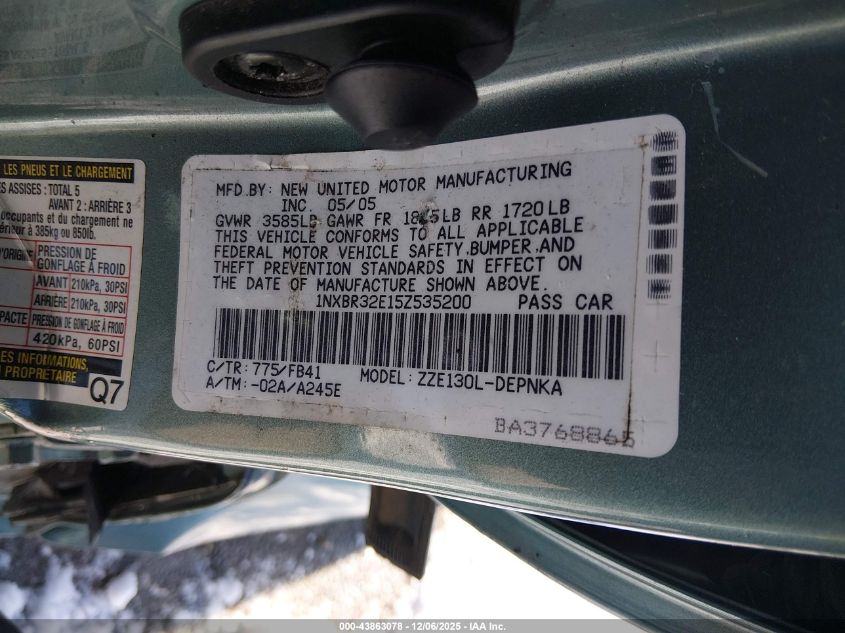 LES PNEUS ET LE CHARGEMENT
ASSISES: TOTAL 5
AVANT 2: ARRIÈRE 3
occupants et du chargement ne
à 385kg ou 850lb.
PRESSION DE
GONFLAGE À FROID
AVANT 210kPa, 30PSI
ARRIÈRE 210kPa, 30PSI
PRESSION DE GONFLAGE À FROID
420kPa, 60PSI
DES INFORMATIONS,
PROPRIETAIRE
Q7
MFD.BY: NEW UNITED MOTOR MANUFACTURING
INC. 05/05
GVWR 3585LB GAWR FR LB RR 1720LB
THIS VEHICLE CONFORMS TO ALL APPLICABLE
FEDERAL MOTOR VEHICLE SAFETY.BUMPER.AND
THEFT PREVENTION STANDARDS IN EFFECT ON
THE DATE OF MANUFACTURE SHOWN ABOVE.
1NXBR32E15Z535200 PASS CAR
C/TR: 775/FB41
A/TM: -02A/A245E
MODEL: ZZE130L-DEPNKA
BA3768865
000-43863078 - 12/06/2025 - IAA Inc.